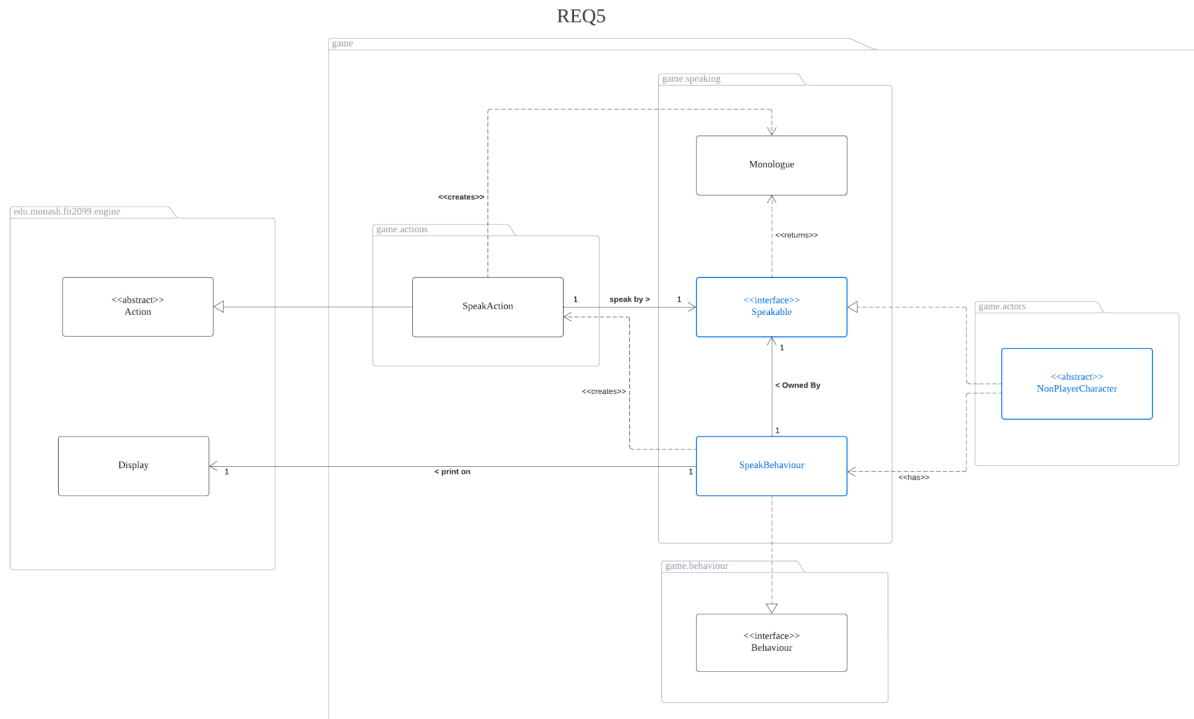 REQ5
game
game.speaking
Monologue
<<creates>>
edu.monash.fit2099.engine
game.actions
<<returns>>
<<abstract>>
Action
SpeakAction
1
speak by >
1
<<interface>>
Speakable
game.actors
1
<<abstract>>
NonPlayerCharacter
<<creates>>
< Owned By
1
Display
1
< print on
1
SpeakBehaviour
<<has>>
game.behaviour
<<interface>>
Behaviour